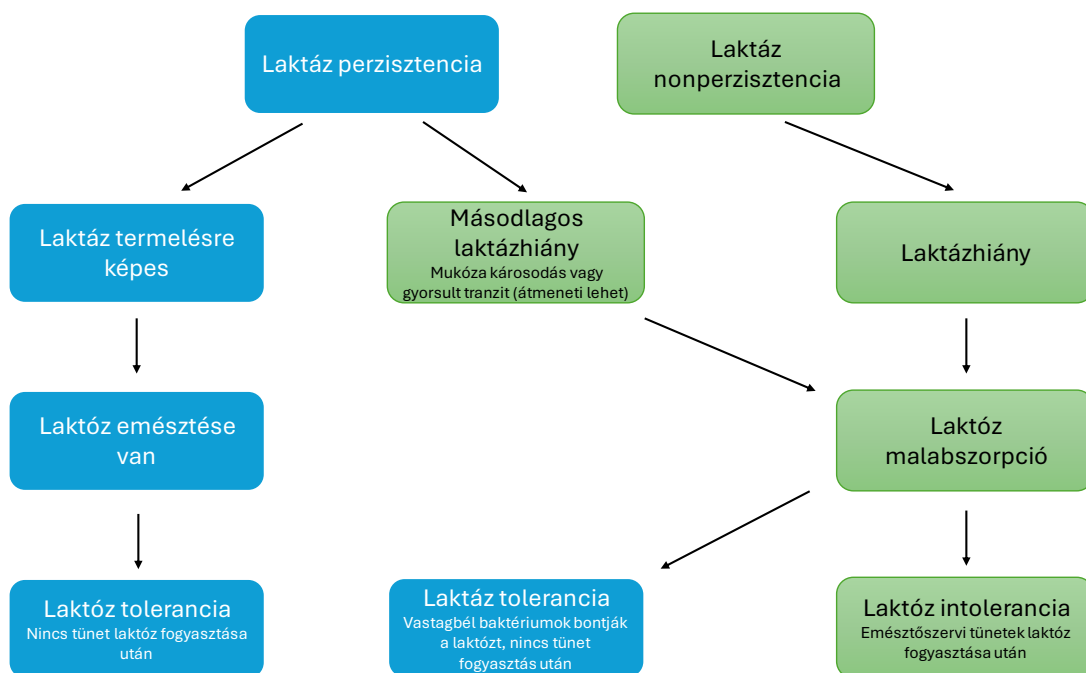 Laktáz perzisztencia
Laktáz
nonperzisztencia
Laktáz termelésre
képes
Másodlagos
laktázhiány
Mukóza károsodás vagy
gyorsult tranzit (átmeneti lehet)
Laktázhiány
Laktóz emésztése
van
Laktóz
malabszorpció
Laktóz tolerancia
Nincs tünet laktóz fogyasztása
után
Laktáz tolerancia
Vastagbél baktériumok bontják
a laktózt, nincs tünet
fogyasztás után
Laktóz intolerancia
Emésztőszervi tünetek laktóz
fogyasztása után